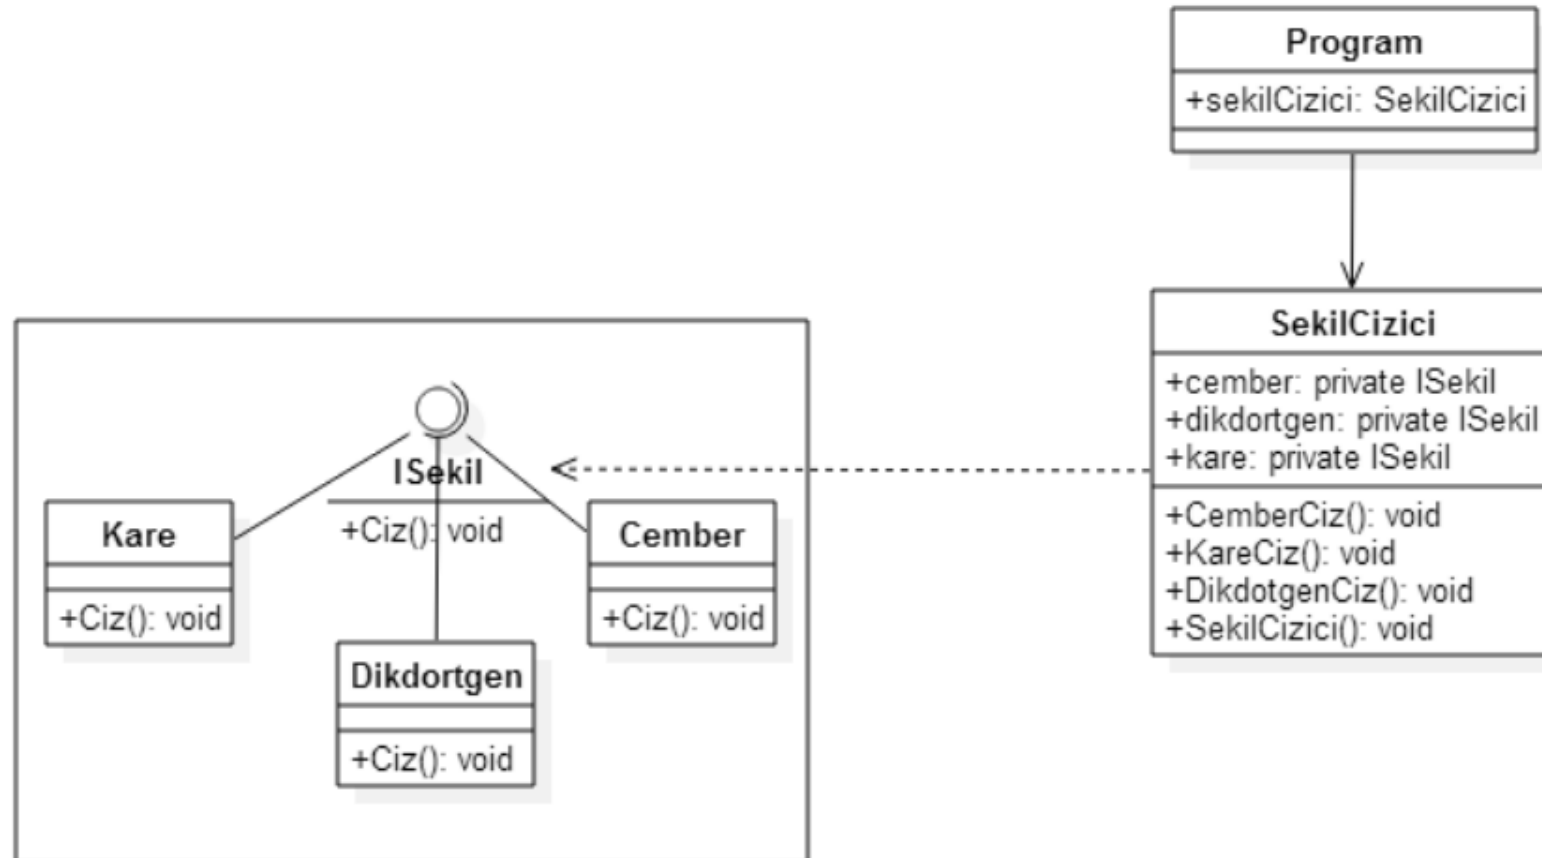 Program
+sekilCizici: SekilCizici
SekilCizici
+cember: private ISekil
+dikdortgen: private ISekil
+kare: private ISekil
+CemberCiz(): void
+KareCiz(): void
+DikdotgenCiz(): void
+SekilCizici(): void
ISekil
+Ciz(): void
Kare
+Ciz(): void
Cember
+Ciz(): void
Dikdortgen
+Ciz(): void